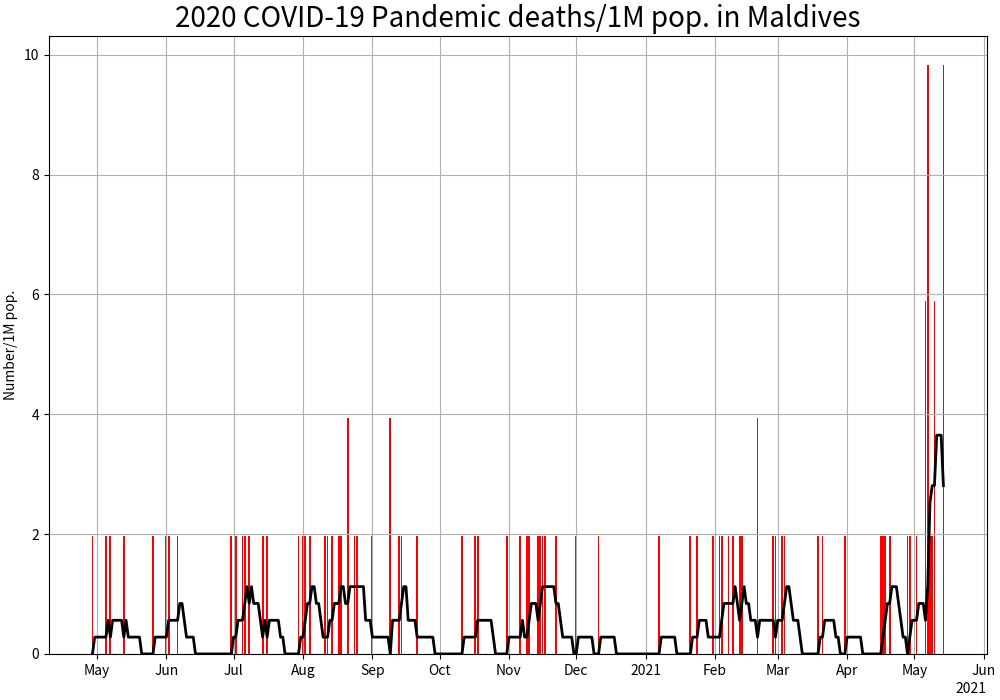 2020 COVID-19 Pandemic deaths/1M pop. in Maldives
Number/1M pop.
10
8
6
4
2
0
May Jun Jul Aug Sep Oct Nov Dec 2021 Feb Mar Apr May Jun
2021